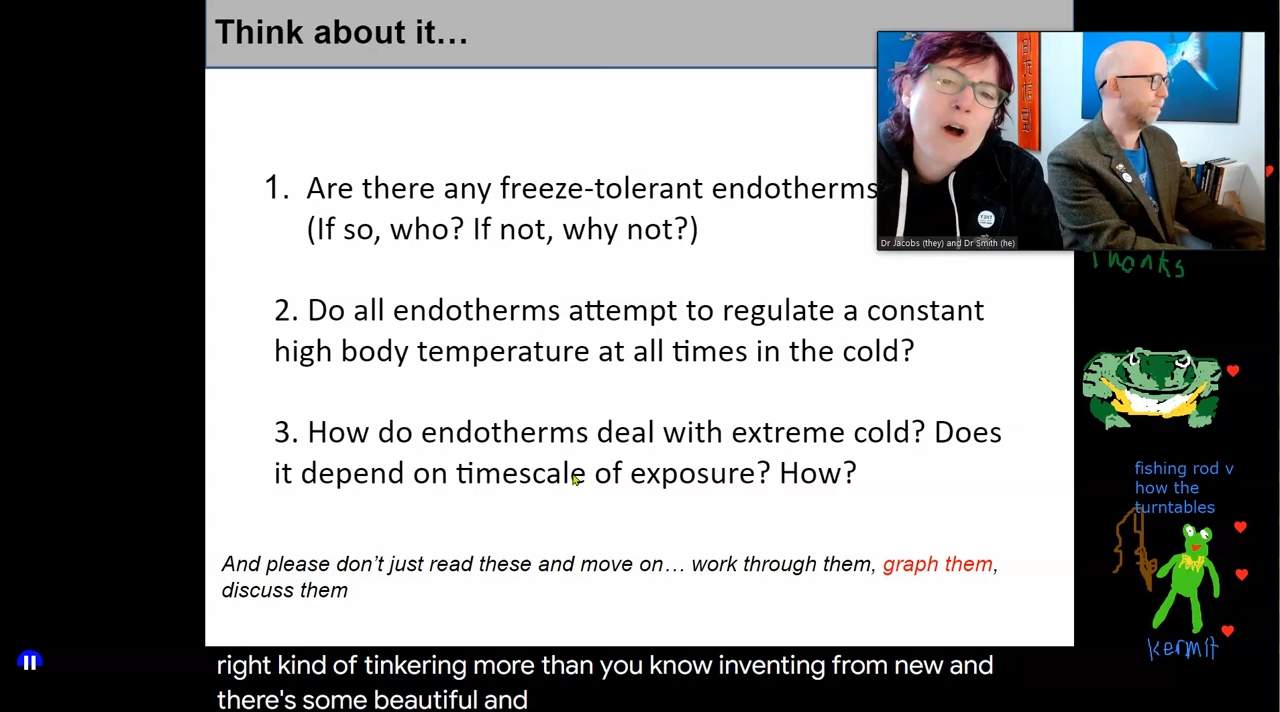 Think about it...
1. Are there any freeze-tolerant endotherms
(If so, who? If not, why not?)
Dr Jacobs (they) and Dr Smith (he)
Thanks
2. Do all endotherms attempt to regulate a constant
high body temperature at all times in the cold?
3. How do endotherms deal with extreme cold? Does
it depend on timescale of exposure? How?
fishing rod v
how the
turntables
And please don't just read these and move on... work through them, graph them,
discuss them
kermit
right kind of tinkering more than you know inventing from new and
there's some beautiful and